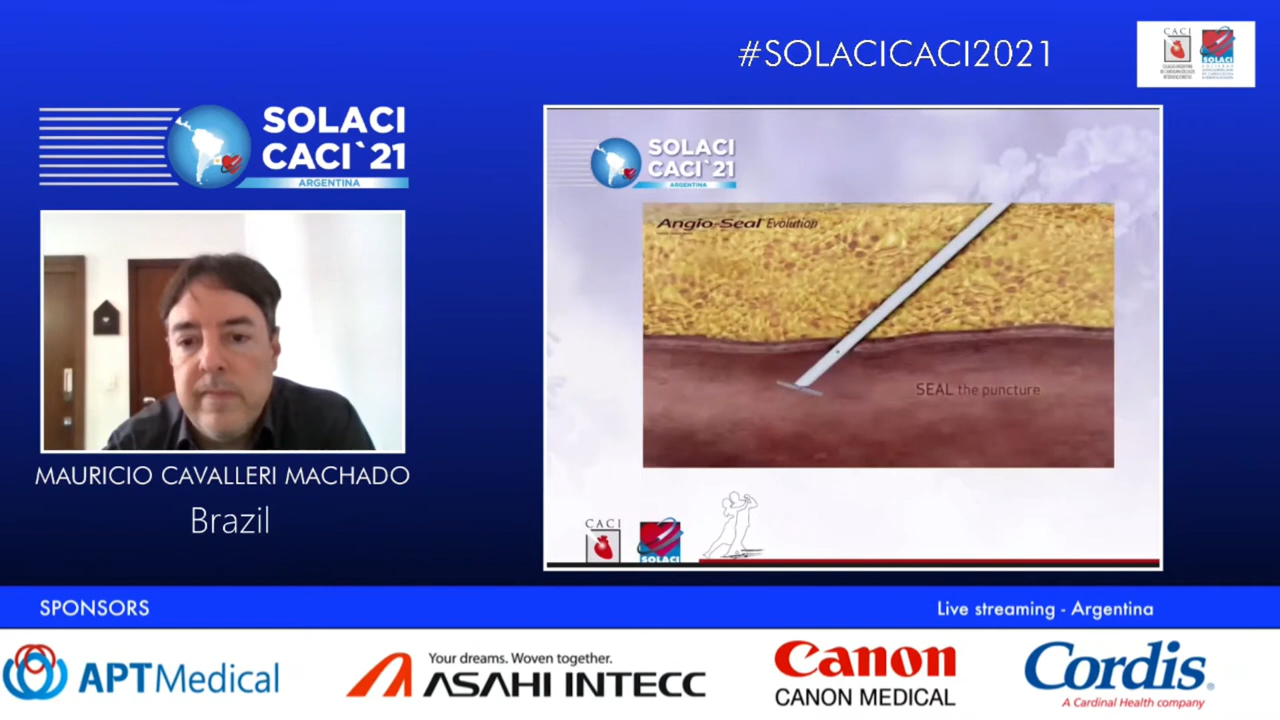 #SOLACICACI2021
CACI
SOLACI
SOLACI
CACI`21
ARGENTINA
SOLACI
CACI`21
ARGENTINA
Angio-Seal Evolution
SEAL the puncture
MAURICIO CAVALLERI MACHADO
Brazil
CACI
SOLACI
SPONSORS
Live streaming - Argentina
APTMedical
Your dreams. Woven together.
ASAHI INTECC
Canon
CANON MEDICAL
Cordis®
A Cardinal Health company